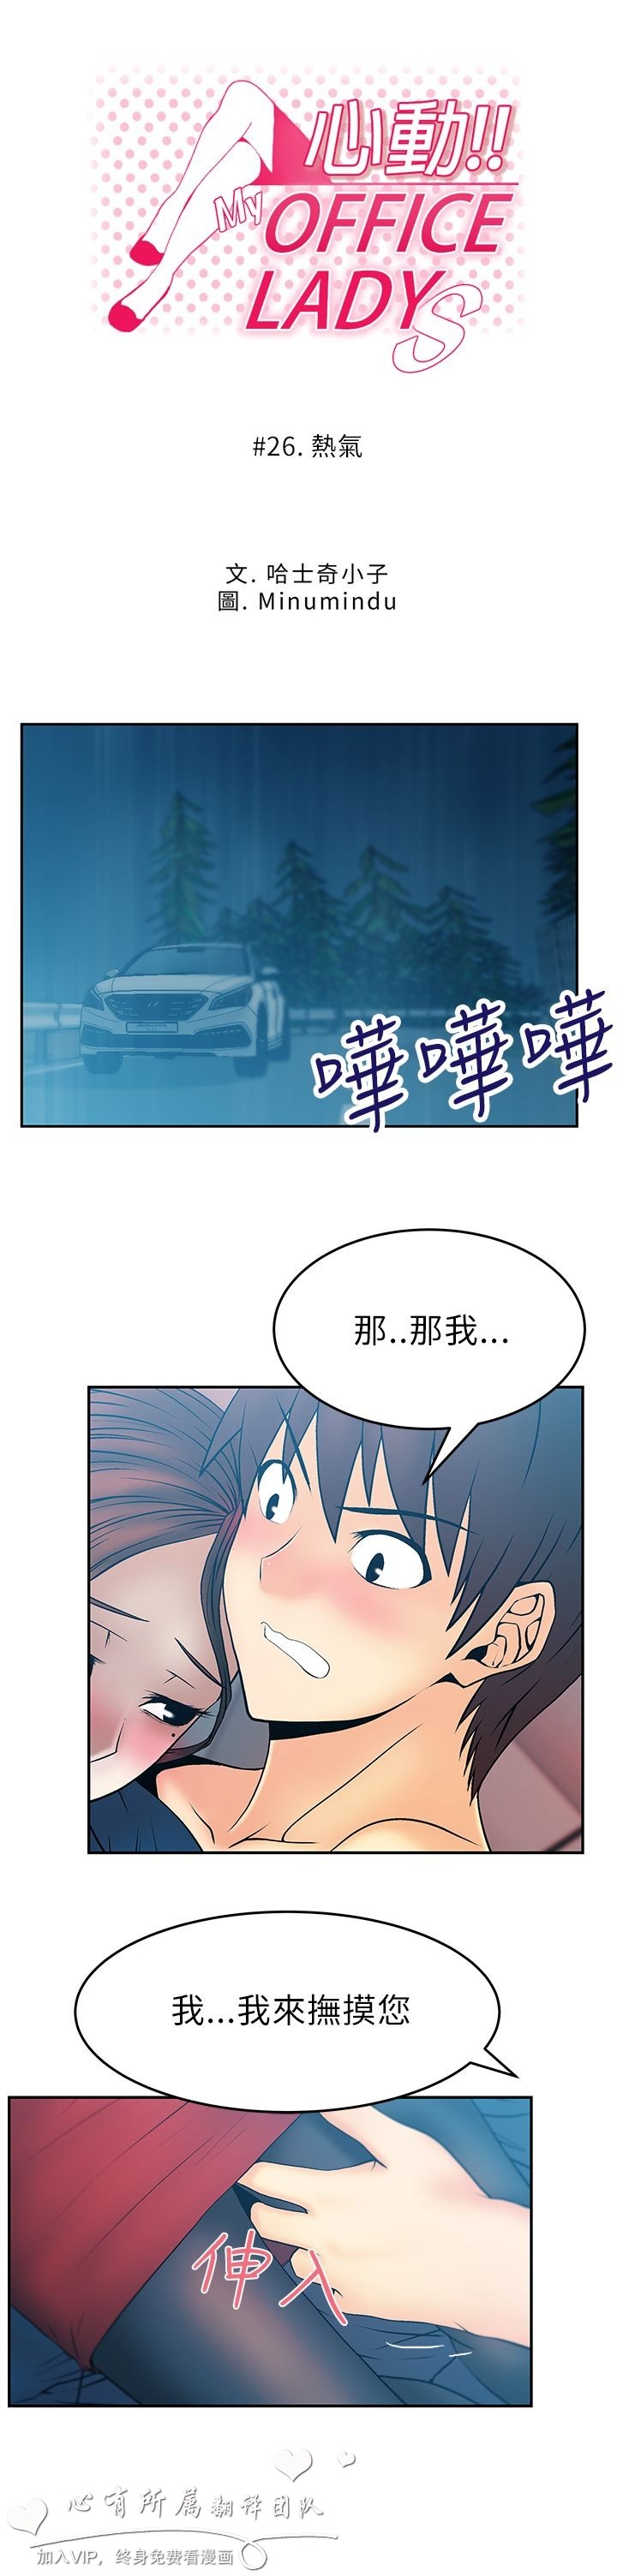 心動!!
My
OFFICE
LADYS
#26. 熱氣
文. 哈士奇小子
圖. Minumindu
嘩嘩嘩
那..那我...
我...我來撫摸您
伸入
心有所属翻译团队
加入VIP，终身免费看漫画